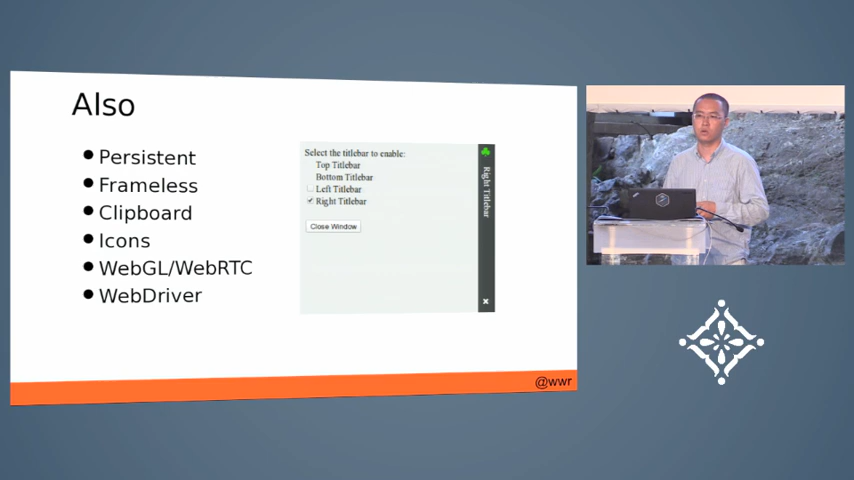 Also
Persistent
Frameless
Clipboard
Icons
WebGL/WebRTC
WebDriver
Select the titlebar to enable:
Top Titlebar
Bottom Titlebar
Left Titlebar
Right Titlebar
Close Window
Right Titlebar
@wwr